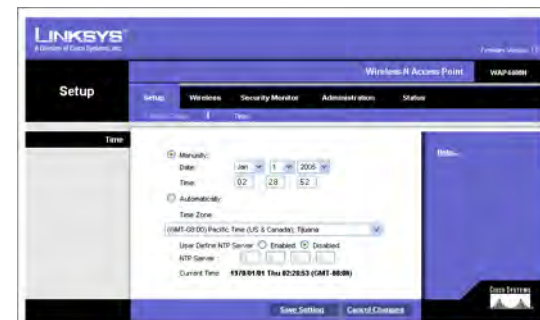 LINKSYS®
A Division of Cisco Systems, Inc.
Wireless-N Access Point WAP4400N
Setup
Setup Wireless Security Monitor Administration Status
Time
Time
Manually:
Date: Jan 1 2005
Time: 02 : 28 : 52
Automatically:
Time Zone:
(GMT-08:00) Pacific Time (US & Canada), Tijuana
User Define NTP Server Enabled Disabled
NTP Server :
Current Time 1970/01/01 Thu 02:28:53 (GMT-08:00)
Help...
Save Setting Cancel Changes
CISCO SYSTEMS